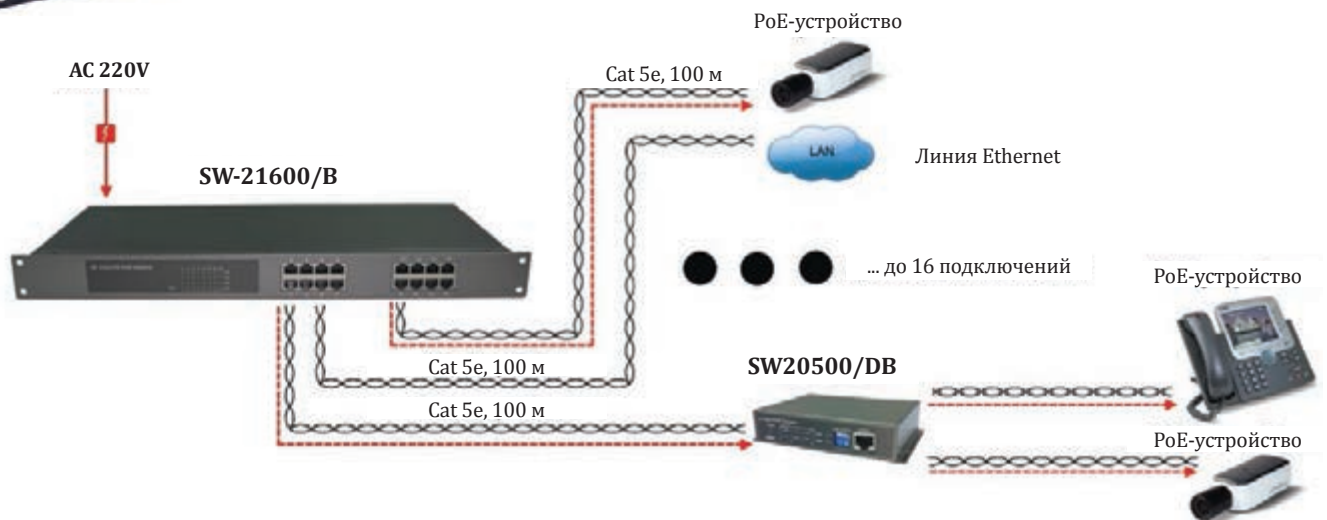 PoE-устройство
AC 220V
Cat 5e, 100 м
LAN
Линия Ethernet
SW-21600/B
... до 16 подключений
PoE-устройство
Cat 5e, 100 м
SW20500/DB
Cat 5e, 100 м
PoE-устройство